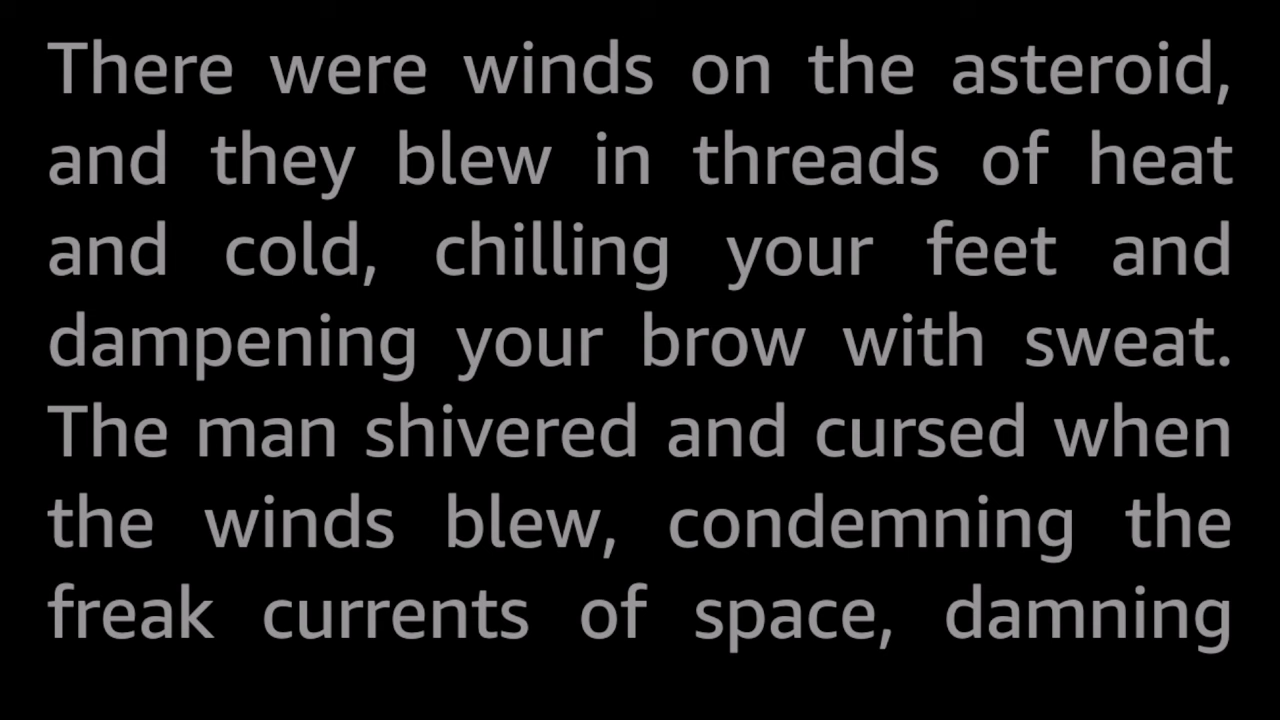 There were winds on the asteroid,
and they blew in threads of heat
and cold, chilling your feet and
dampening your brow with sweat.
The man shivered and cursed when
the winds blew, condemning the
freak currents of space, damning